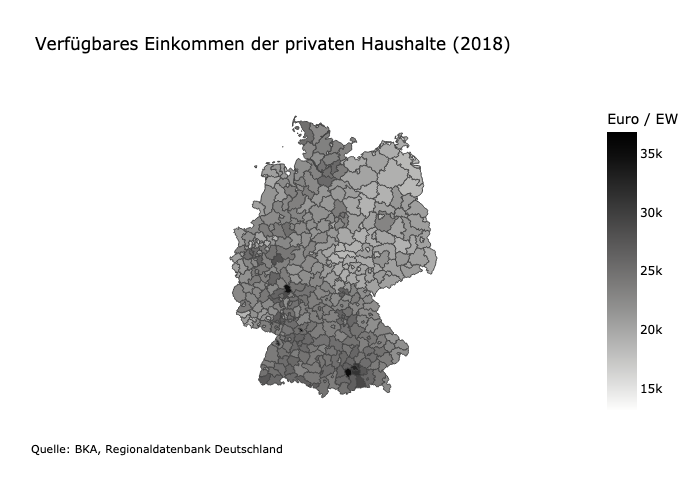 Verfügbares Einkommen der privaten Haushalte (2018)
Euro / EW
35k
30k
25k
20k
15k
Quelle: BKA, Regionaldatenbank Deutschland